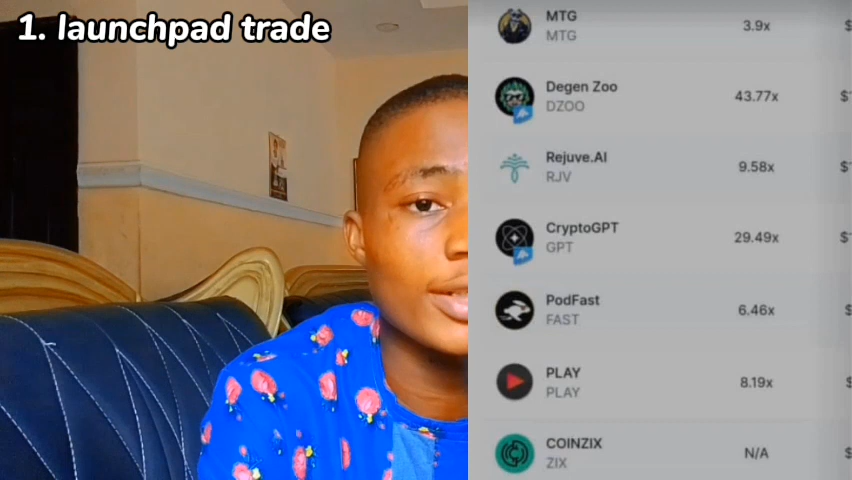 1. launchpad trade
MTG
MTG
3.9x
Degen Zoo
DZOO
43.77x
$1
Rejuve.AI
RJV
9.58x
CryptoGPT
GPT
29.49x
PodFast
FAST
6.46x
$
PLAY
PLAY
8.19x
$
COINZIX
ZIX
N/A
$